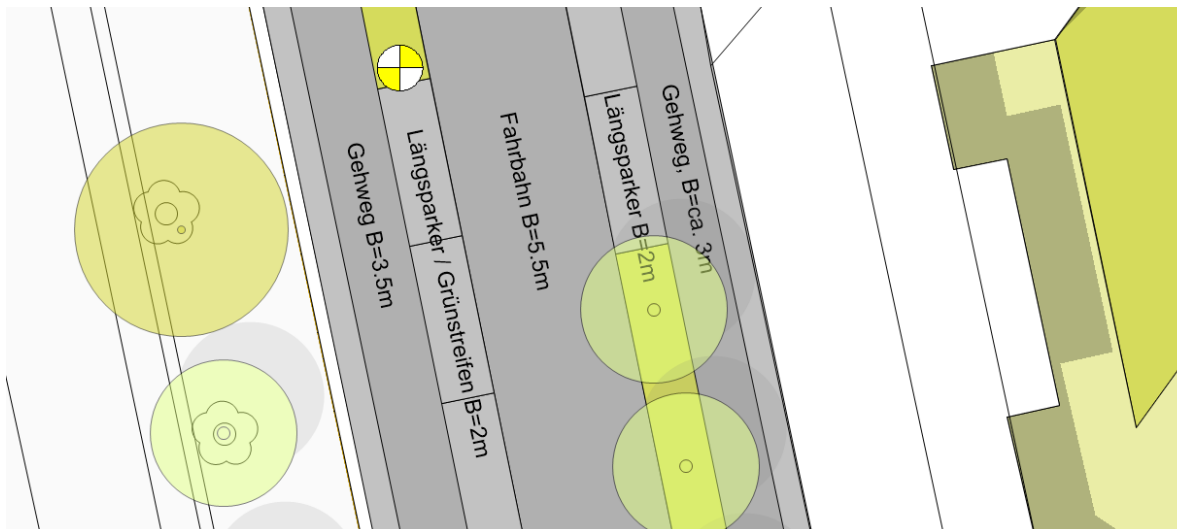 Gehweg B=3.5m
Längsparker / Grünstreifen B=2m
Fahrbahn B=5.5m
Längsparker B=2m
Gehweg, B=ca. 3m